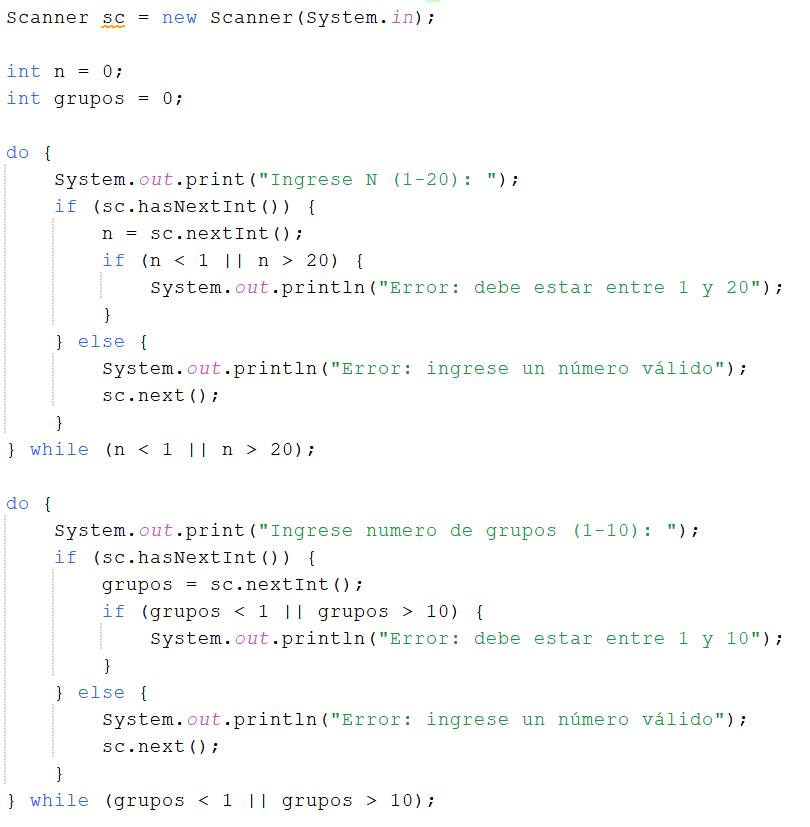 Scanner sc = new Scanner(System.in);
int n = 0;
int grupos = 0;
do {
System.out.print("Ingrese N (1-20): ");
if (sc.hasNextInt()) {
n = sc.nextInt();
if (n < 1 || n > 20) {
System.out.println("Error: debe estar entre 1 y 20");
}
} else {
System.out.println("Error: ingrese un número válido");
sc.next();
}
} while (n < 1 || n > 20);
do {
System.out.print("Ingrese numero de grupos (1-10): ");
if (sc.hasNextInt()) {
grupos = sc.nextInt();
if (grupos < 1 || grupos > 10) {
System.out.println("Error: debe estar entre 1 y 10");
}
} else {
System.out.println("Error: ingrese un número válido");
sc.next();
}
} while (grupos < 1 || grupos > 10);